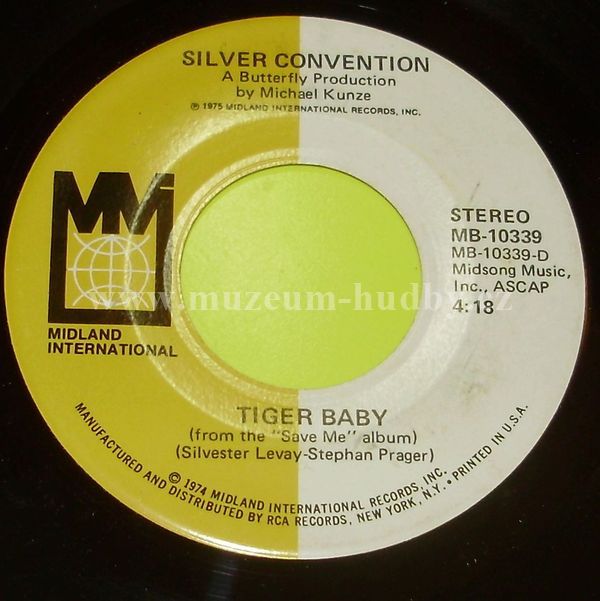 SILVER CONVENTION
A Butterfly Production
by Michael Kunze
℗ 1975 MIDLAND INTERNATIONAL RECORDS, INC.
MIDLAND
INTERNATIONAL
STEREO
MB-10339
MB-10339-D
Midsong Music,
Inc., ASCAP
4:18
www.muzeum-hudby.cz
TIGER BABY
(from the "Save Me" album)
(Silvester Levay-Stephan Prager)
© 1974 MIDLAND INTERNATIONAL RECORDS, INC.
MANUFACTURED AND DISTRIBUTED BY RCA RECORDS, NEW YORK, N.Y. • PRINTED IN U.S.A.